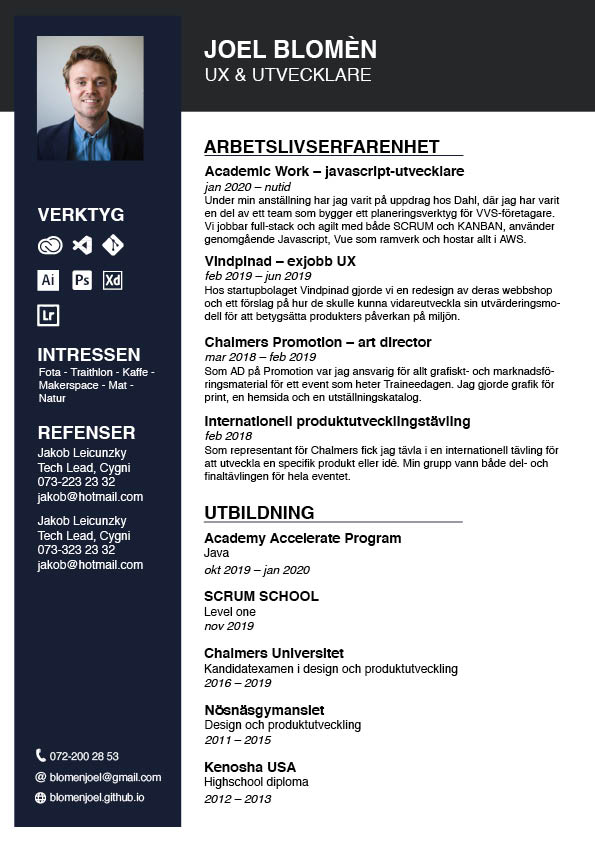 JOEL BLOMÈN
UX & UTVECKLARE
VERKTYG
Ai Ps Xd
Lr
INTRESSEN
Fota - Traithlon - Kaffe -
Makerspace - Mat -
Natur
REFENSER
Jakob Leicunzky
Tech Lead, Cygni
073-223 23 32
jakob@hotmail.com
Jakob Leicunzky
Tech Lead, Cygni
073-323 23 32
jakob@hotmail.com
072-200 28 53
@ blomenjoel@gmail.com
blomenjoel.github.io
ARBETSLIVSERFARENHET
Academic Work – javascript-utvecklare
jan 2020 – nutid
Under min anställning har jag varit på uppdrag hos Dahl, där jag har varit
en del av ett team som bygger ett planeringsverktyg för VVS-företagare.
Vi jobbar full-stack och agilt med både SCRUM och KANBAN, använder
genomgående Javascript, Vue som ramverk och hostar allt i AWS.
Vindpinad – exjobb UX
feb 2019 – jun 2019
Hos startupbolaget Vindpinad gjorde vi en redesign av deras webbshop
och ett förslag på hur de skulle kunna vidareutveckla sin utvärderingsmo-
dell för att betygsätta produkters påverkan på miljön.
Chalmers Promotion – art director
mar 2018 – feb 2019
Som AD på Promotion var jag ansvarig för allt grafiskt- och marknadsfö-
ringsmaterial för ett event som heter Traineedagen. Jag gjorde grafik för
print, en hemsida och en utställningskatalog.
Internationell produktutvecklingstävling
feb 2018
Som representant för Chalmers fick jag tävla i en internationell tävling för
att utveckla en specifik produkt eller idé. Min grupp vann både del- och
finaltävlingen för hela eventet.
UTBILDNING
Academy Accelerate Program
Java
okt 2019 – jan 2020
SCRUM SCHOOL
Level one
nov 2019
Chalmers Universitet
Kandidatexamen i design och produktutveckling
2016 – 2019
Nösnäsgymansiet
Design och produktutveckling
2011 – 2015
Kenosha USA
Highschool diploma
2012 – 2013